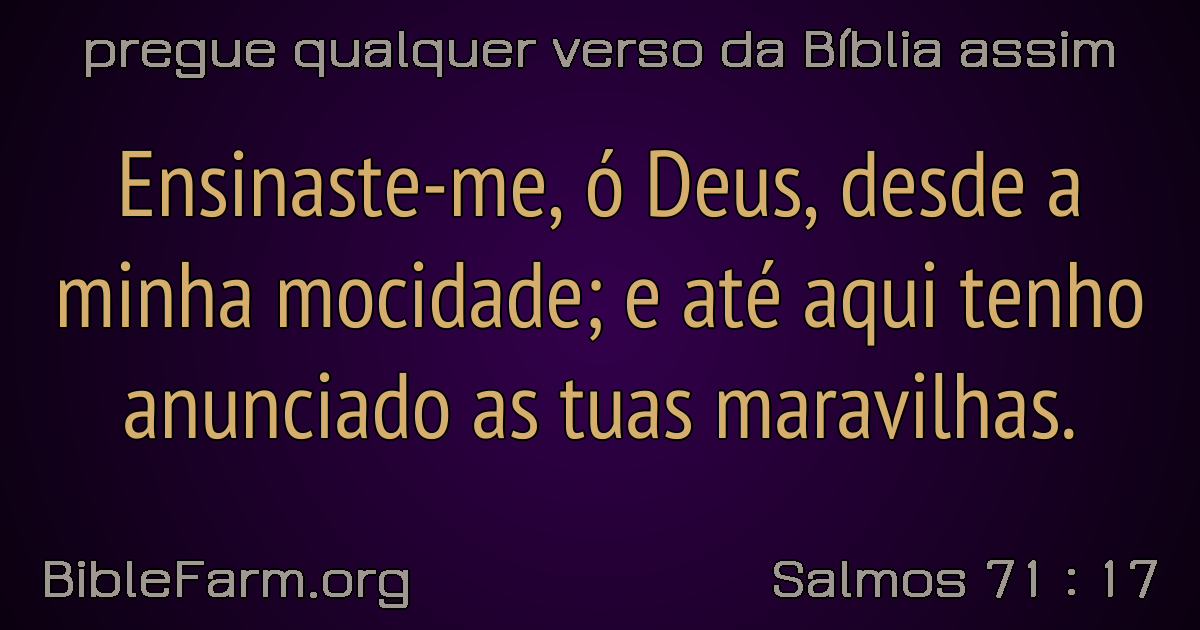 pregue qualquer verso da Bíblia assim
Ensinaste-me, ó Deus, desde a
minha mocidade; e até aqui tenho
anunciado as tuas maravilhas.
BibleFarm.org
Salmos 71 : 17